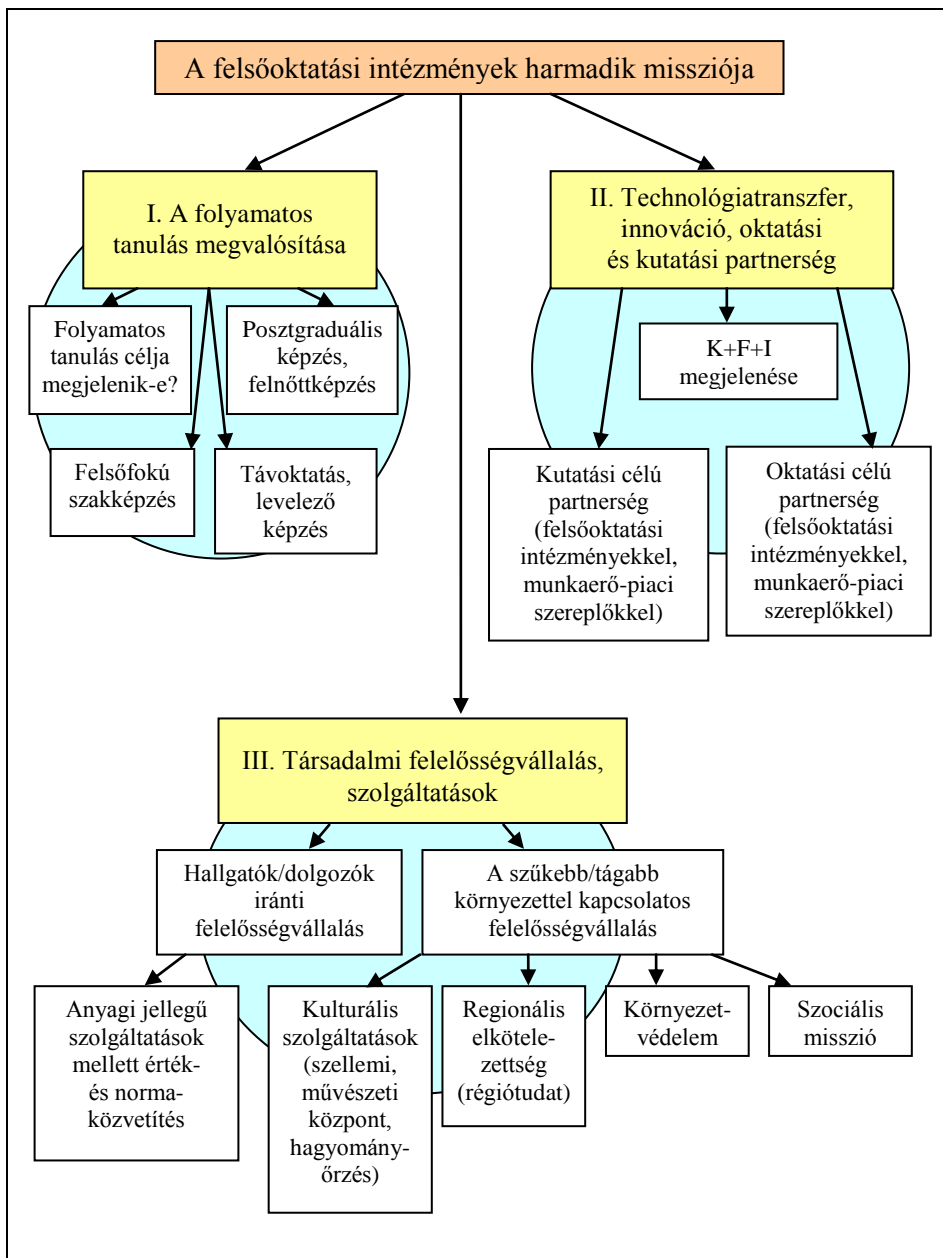 A felsőoktatási intézmények harmadik missziója
I. A folyamatos
tanulás megvalósítása
Folyamatos
tanulás célja
megjelenik-e?
Posztgraduális
képzés,
felnőttképzés
Felsőfokú
szakképzés
Távoktatás,
levelező
képzés
II. Technológiatranszfer,
innováció, oktatási
és kutatási partnerség
K+F+I
megjelenése
Kutatási célú
partnerség
(felsőoktatási
intézményekkel,
munkaerő-piaci
szereplőkkel)
Oktatási célú
partnerség
(felsőoktatási
intézményekkel,
munkaerő-piaci
szereplőkkel)
III. Társadalmi felelősségvállalás,
szolgáltatások
Hallgatók/dolgozók
iránti
felelősségvállalás
A szűkebb/tágabb
környezettel kapcsolatos
felelősségvállalás
Anyagi jellegű
szolgáltatások
mellett érték-
és norma-
közvetítés
Kulturális
szolgáltatások
(szellemi,
művészeti
központ,
hagyomány-
őrzés)
Regionális
elkötele-
zettség
(régiótudat)
Környezet-
védelem
Szociális
misszió